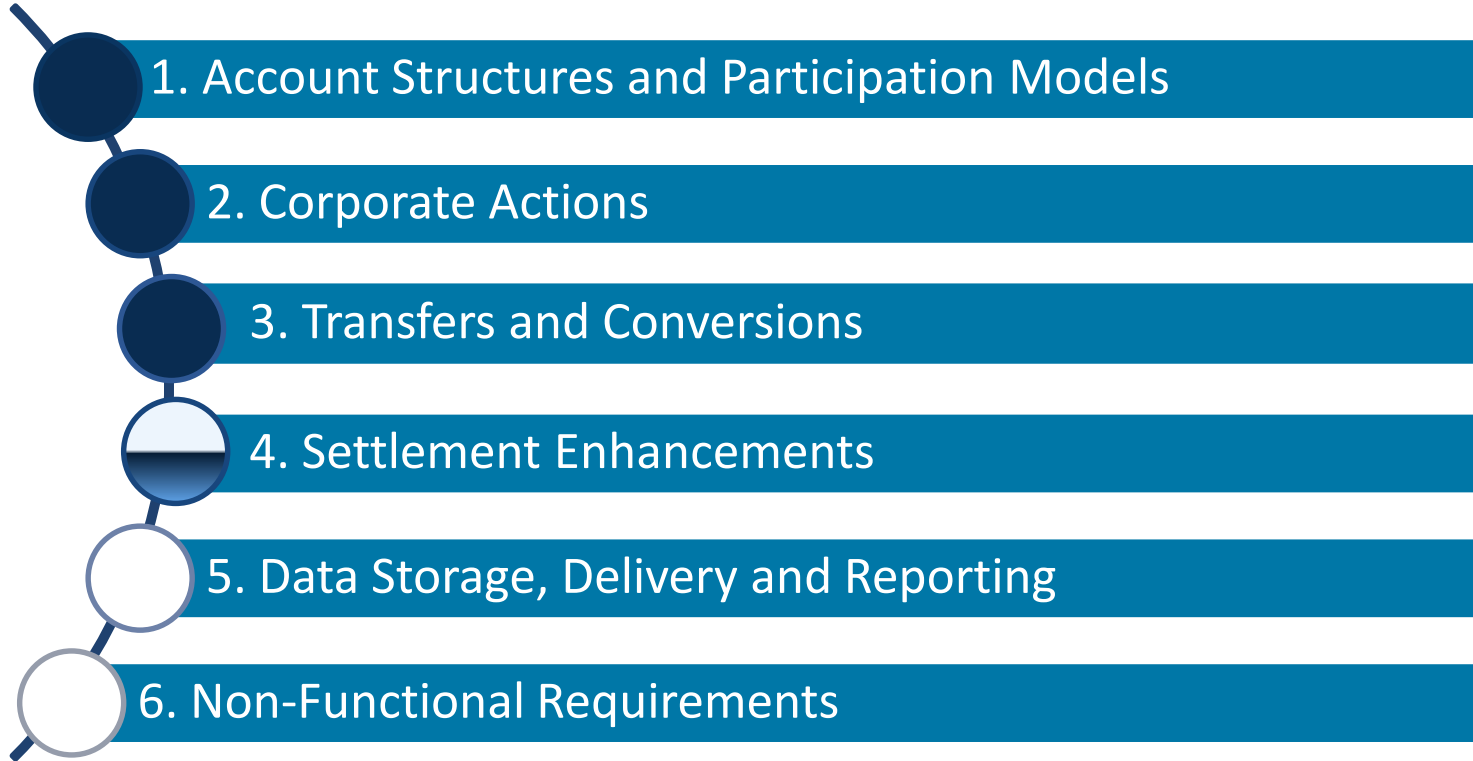 1. Account Structures and Participation Models
2. Corporate Actions
3. Transfers and Conversions
4. Settlement Enhancements
5. Data Storage, Delivery and Reporting
6. Non-Functional Requirements